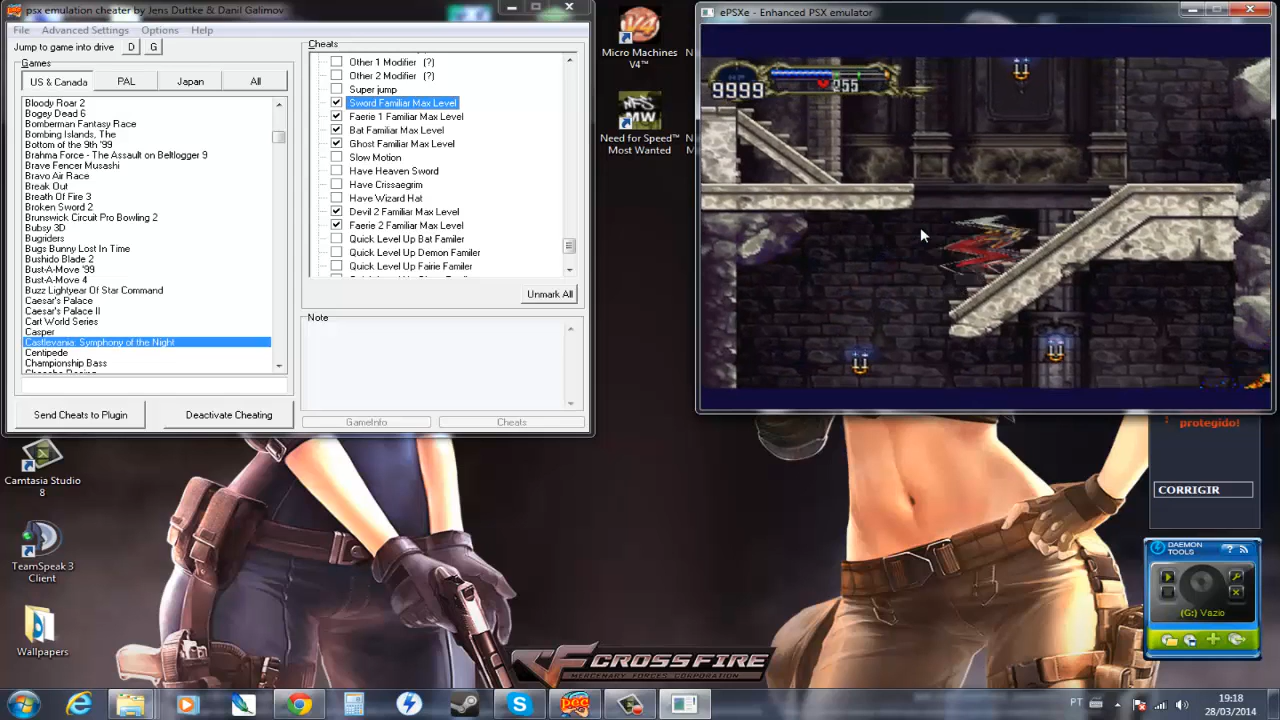 psx emulation cheater by Jens Duttke & Danil Galimov
File Advanced Settings Options Help
Jump to game into drive D G
Games
US & Canada PAL Japan All
Bloody Roar 2
Bogey Dead 6
Bomberman Fantasy Race
Bombing Islands, The
Bottom of the 9th '99
Brahma Force - The Assault on Beltlogger 9
Brave Fencer Musashi
Bravo Air Race
Break Out
Breath Of Fire 3
Broken Sword 2
Brunswick Circuit Pro Bowling 2
Bubsy 3D
Bugriders
Bugs Bunny Lost In Time
Bushido Blade 2
Bust-A-Move '99
Bust-A-Move 4
Buzz Lightyear Of Star Command
Caesar's Palace
Caesar's Palace II
Cart World Series
Casper
Castlevania: Symphony of the Night
Centipede
Championship Bass
Send Cheats to Plugin
Deactivate Cheating
Cheats
Other 1 Modifier (?)
Other 2 Modifier (?)
Super jump
Sword Familiar Max Level
Faerie 1 Familiar Max Level
Bat Familiar Max Level
Ghost Familiar Max Level
Slow Motion
Have Heaven Sword
Have Crissaegrim
Have Wizard Hat
Devil 2 Familiar Max Level
Faerie 2 Familiar Max Level
Quick Level Up Bat Familer
Quick Level Up Demon Familer
Quick Level Up Fairie Familer
Unmark All
Note
GameInfo
Cheats
Micro Machines
V4™
Need for Speed™
Most Wanted
ePSXe - Enhanced PSX emulator
9999
255
Camtasia Studio
8
TeamSpeak 3
Client
Wallpapers
CROSSFIRE
MERCENARY FORCES CORPORATION
protegido!
CORRIGIR
DAEMON
TOOLS
(G:) Vazio
PT
19:18
28/03/2014